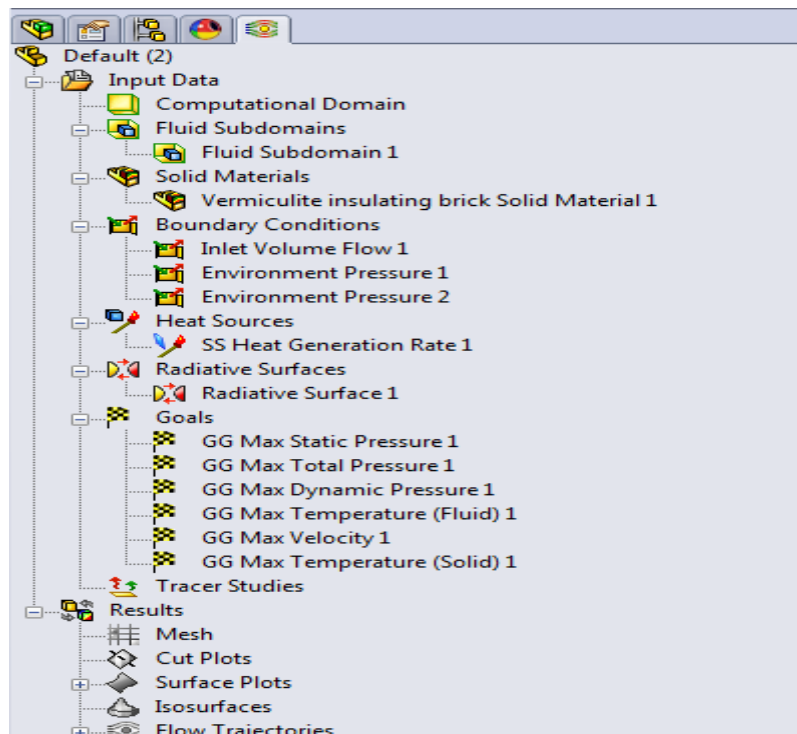 Default (2)
Input Data
Computational Domain
Fluid Subdomains
Fluid Subdomain 1
Solid Materials
Vermiculite insulating brick Solid Material 1
Boundary Conditions
Inlet Volume Flow 1
Environment Pressure 1
Environment Pressure 2
Heat Sources
SS Heat Generation Rate 1
Radiative Surfaces
Radiative Surface 1
Goals
GG Max Static Pressure 1
GG Max Total Pressure 1
GG Max Dynamic Pressure 1
GG Max Temperature (Fluid) 1
GG Max Velocity 1
GG Max Temperature (Solid) 1
Tracer Studies
Results
Mesh
Cut Plots
Surface Plots
Isosurfaces
Flow Trajectories